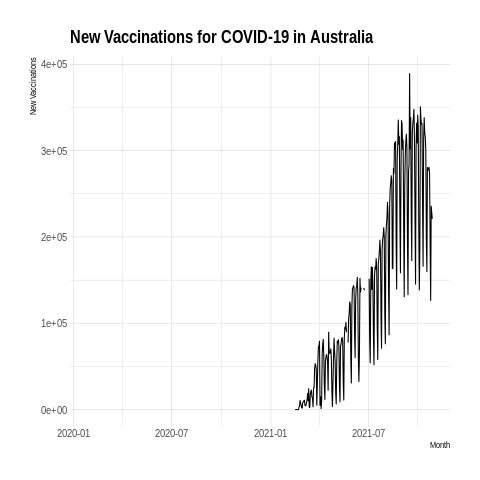 New Vaccinations for COVID-19 in Australia
New Vaccinations
4e+05
3e+05
2e+05
1e+05
0e+00
2020-01 2020-07 2021-01 2021-07
Month